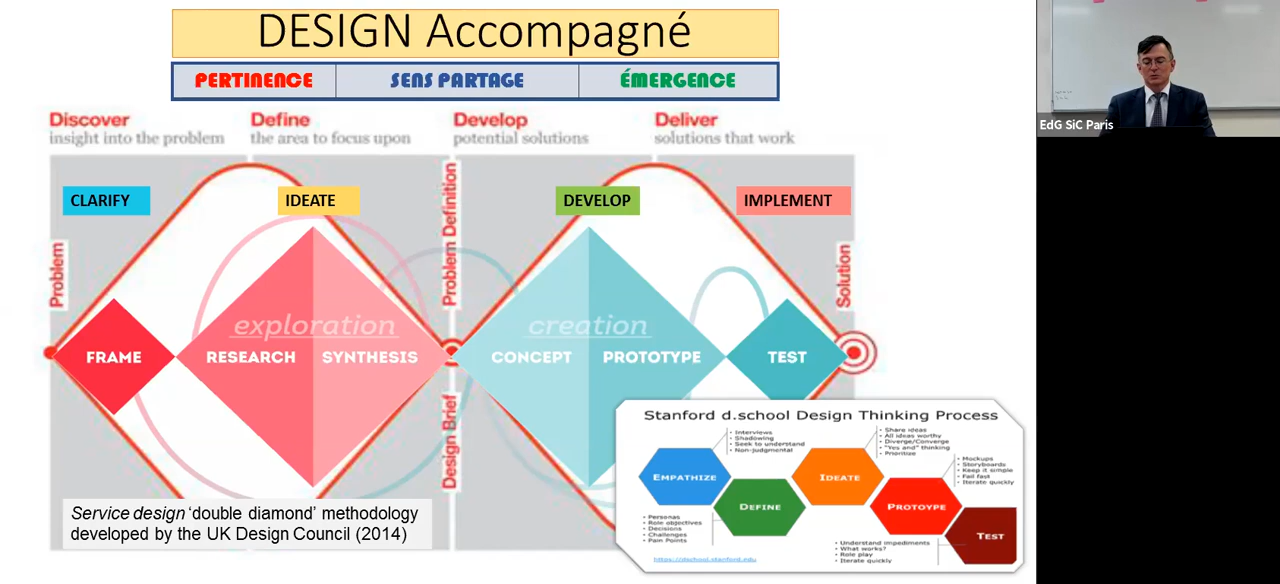 DESIGN Accompagné
PERTINENCE
SENS PARTAGE
ÉMERGENCE
Discover
insight into the problem
Define
the area to focus upon
Develop
potential solutions
Deliver
solutions that work
CLARIFY
IDEATE
DEVELOP
IMPLEMENT
Problem
Problem Definition
Design Brief
Solution
exploration
creation
FRAME
RESEARCH
SYNTHESIS
CONCEPT
PROTOTYPE
TEST
Service design 'double diamond' methodology
developed by the UK Design Council (2014)
Stanford d.school Design Thinking Process
• Interviews
• Shadowing
• Seek to understand
• Non-judgmental
• Share ideas
• All ideas worthy
• Diverge/Converge
• "Yes and" thinking
• Prioritize
• Mockups
• Storyboards
• Keep it simple
• Fail fast
• Iterate quickly
EMPATHIZE
DEFINE
IDEATE
PROTOYPE
TEST
• Personas
• Role objectives
• Decisions
• Challenges
• Pain Points
• Understand impediments
• What works?
• Role play
• Iterate quickly
https://dschool.stanford.edu
EdG SiC Paris